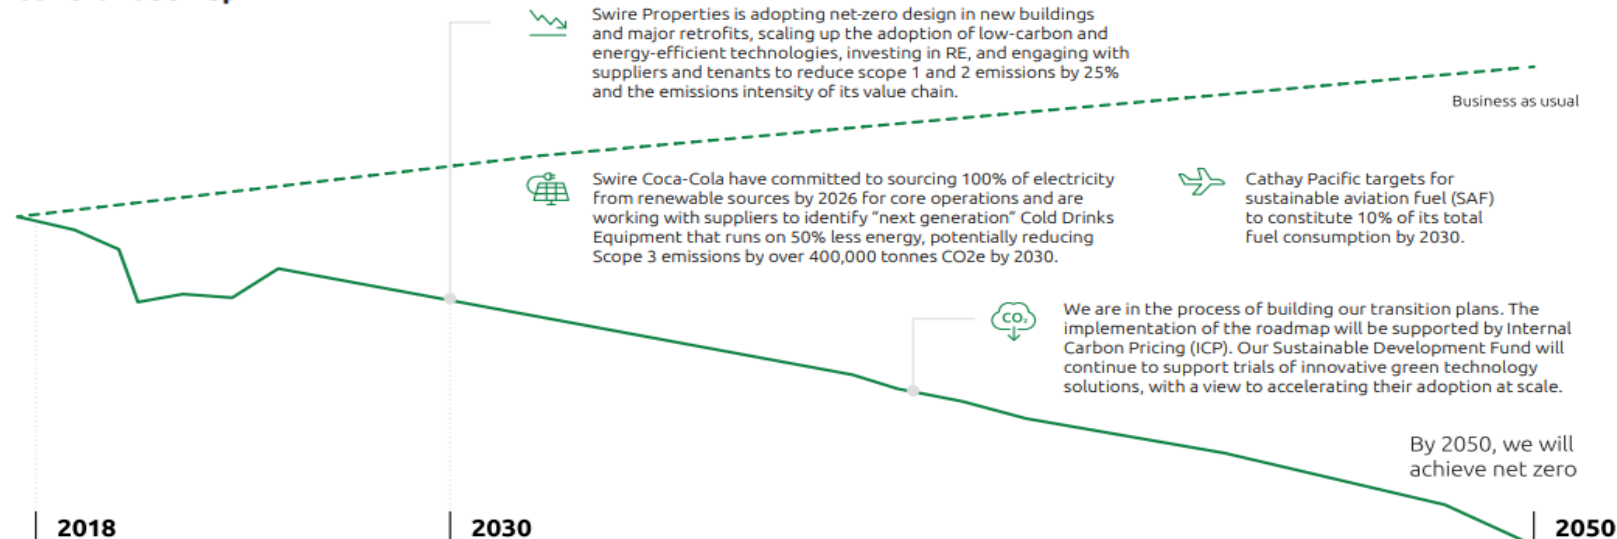 Swire Properties is adopting net-zero design in new buildings
and major retrofits, scaling up the adoption of low-carbon and
energy-efficient technologies, investing in RE, and engaging with
suppliers and tenants to reduce scope 1 and 2 emissions by 25%
and the emissions intensity of its value chain.
Business as usual
Swire Coca-Cola have committed to sourcing 100% of electricity
from renewable sources by 2026 for core operations and are
working with suppliers to identify “next generation” Cold Drinks
Equipment that runs on 50% less energy, potentially reducing
Scope 3 emissions by over 400,000 tonnes CO2e by 2030.
Cathay Pacific targets for
sustainable aviation fuel (SAF)
to constitute 10% of its total
fuel consumption by 2030.
CO₂
We are in the process of building our transition plans. The
implementation of the roadmap will be supported by Internal
Carbon Pricing (ICP). Our Sustainable Development Fund will
continue to support trials of innovative green technology
solutions, with a view to accelerating their adoption at scale.
By 2050, we will
achieve net zero
2018
2030
2050